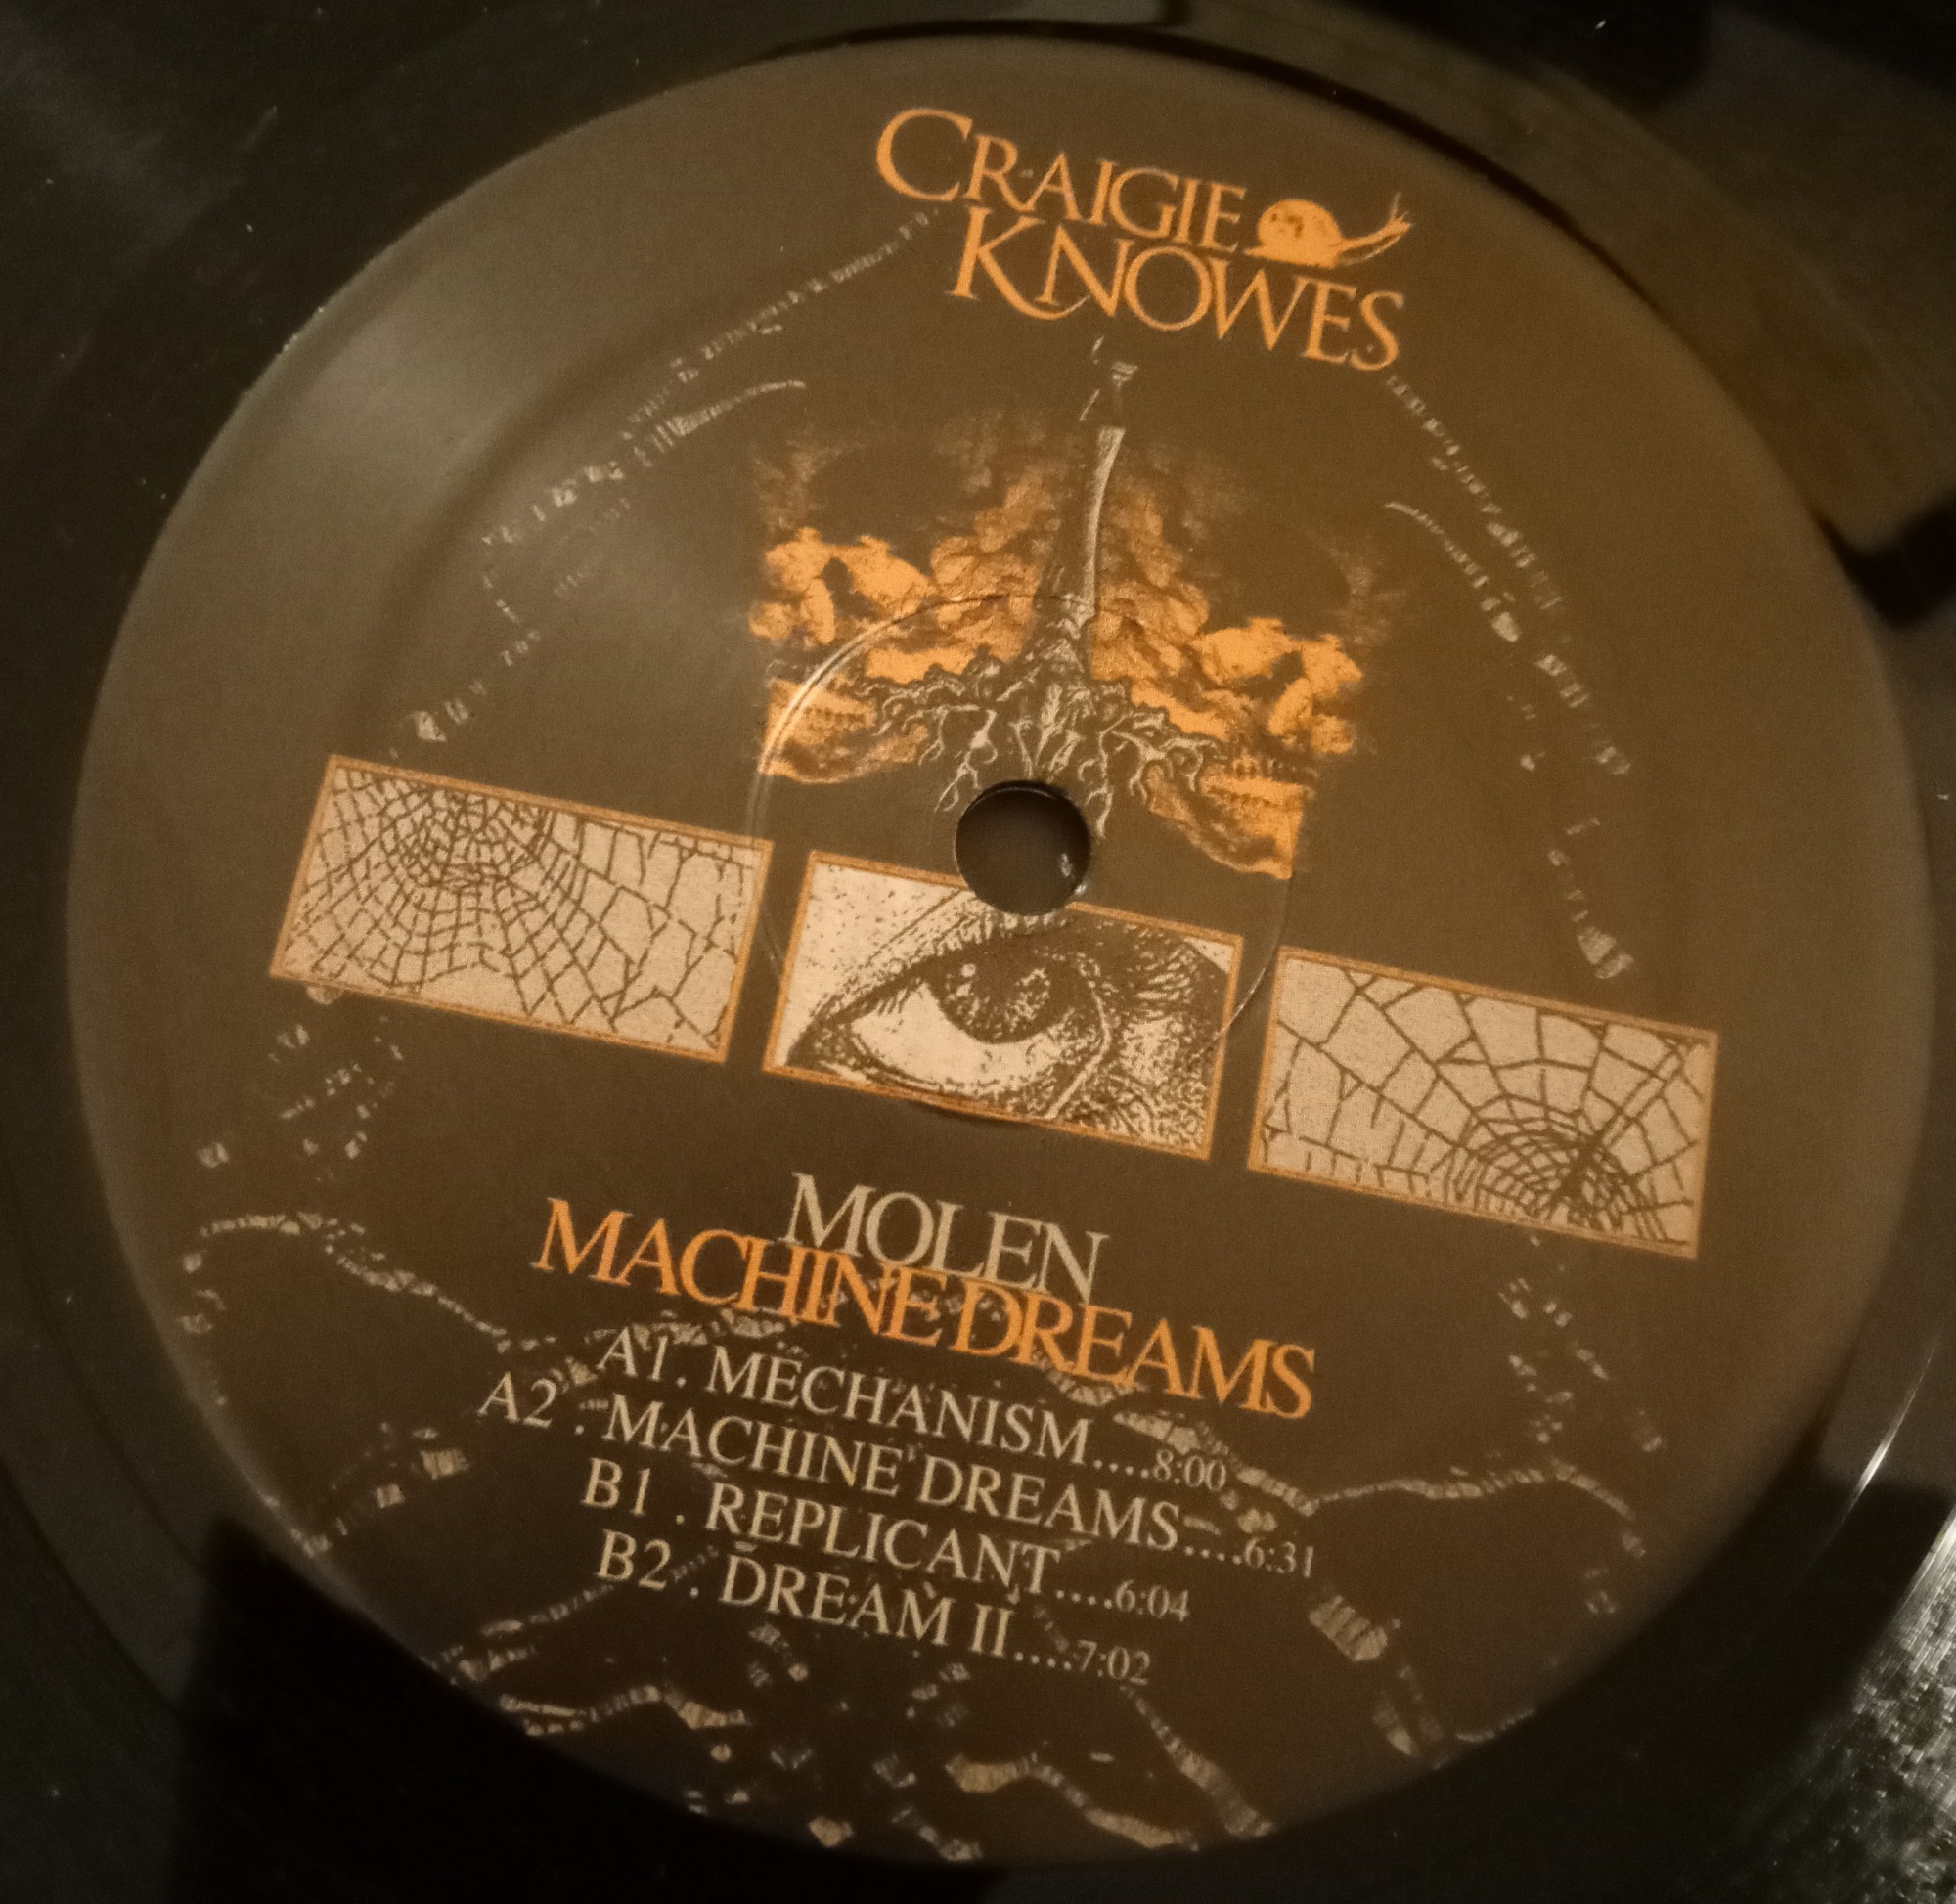 CRAIGIE
KNOWES
MOLEN
MACHINE DREAMS
A1. MECHANISM....8:00
A2. MACHINE DREAMS....6:31
B1. REPLICANT....6:04
B2. DREAM II....7:02